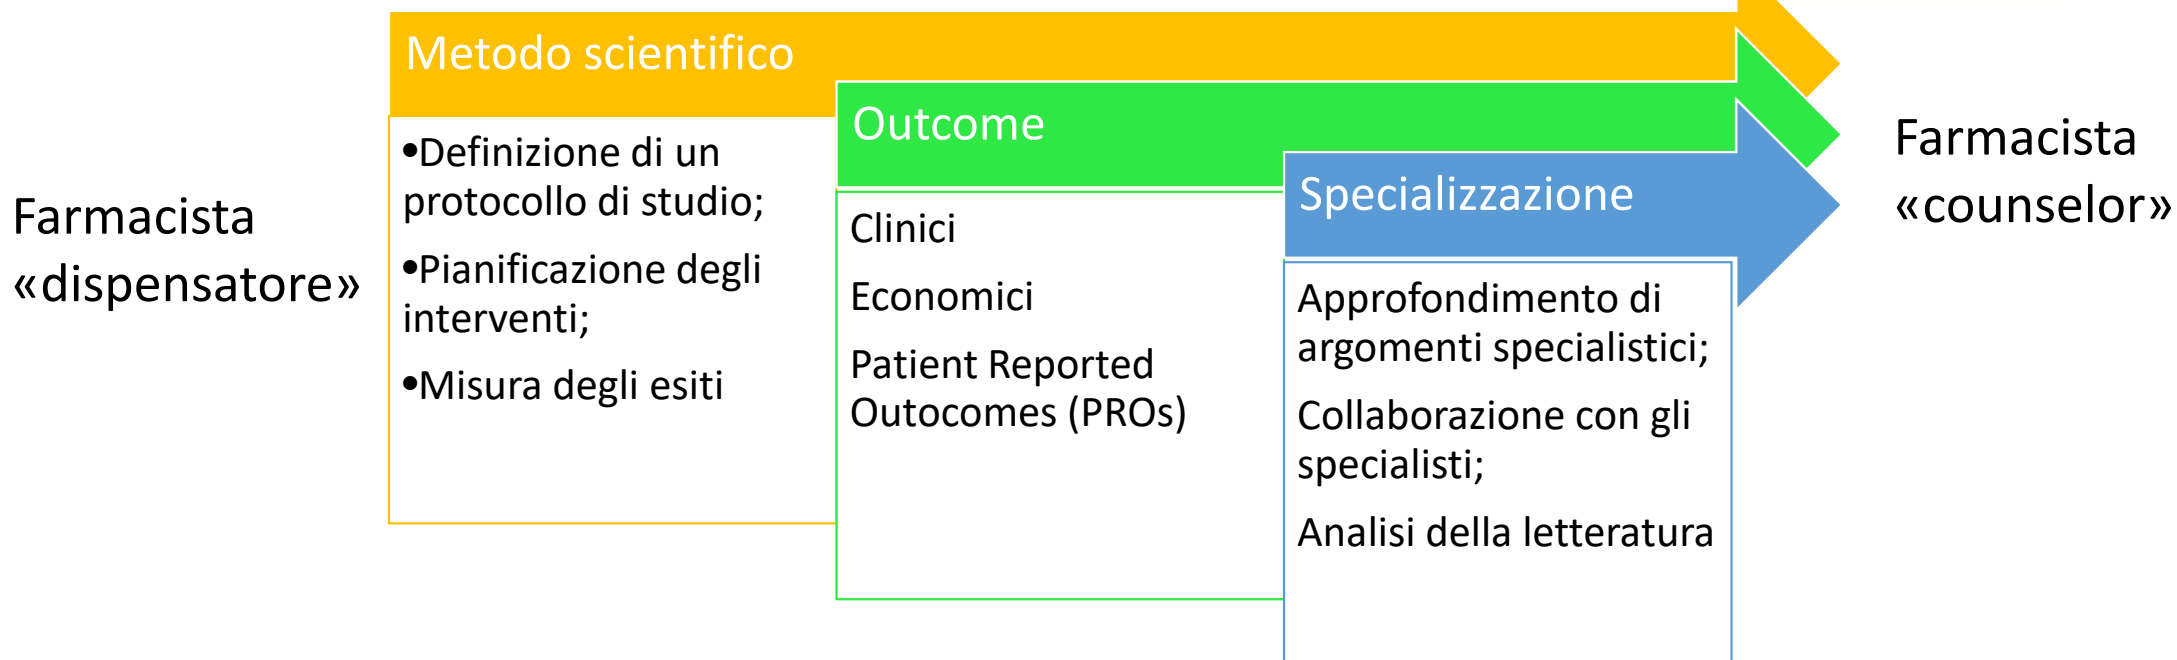 Farmacista
«dispensatore»
Metodo scientifico
•Definizione di un
protocollo di studio;
•Pianificazione degli
interventi;
•Misura degli esiti
Outcome
Clinici
Economici
Patient Reported
Outocomes (PROs)
Specializzazione
Approfondimento di
argomenti specialistici;
Collaborazione con gli
specialisti;
Analisi della letteratura
Farmacista
«counselor»